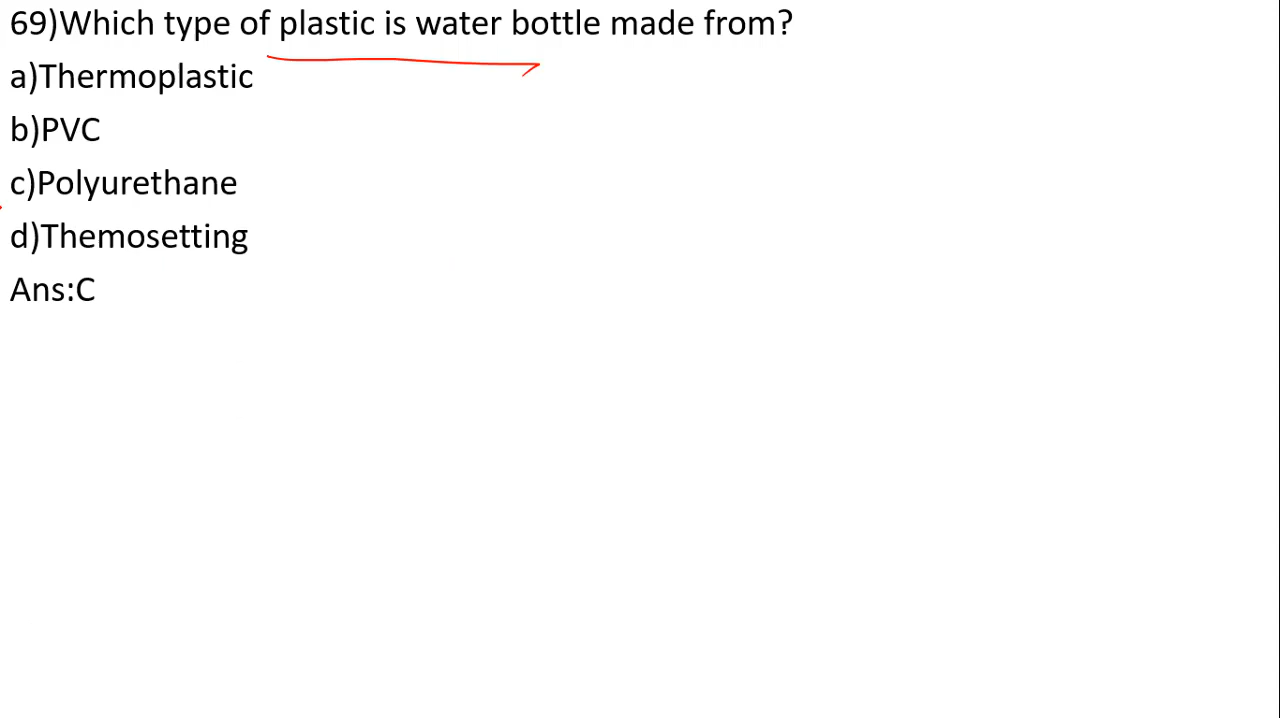 69)Which type of plastic is water bottle made from?
a)Thermoplastic
b)PVC
c)Polyurethane
d)Themosetting
Ans:C